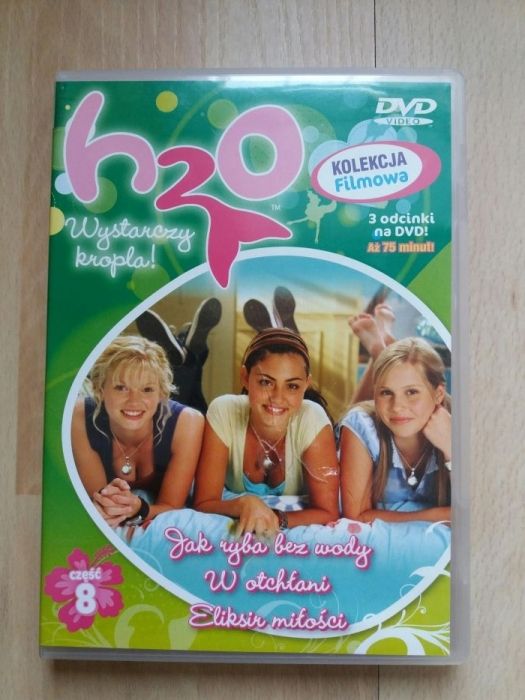 h2O
TM
Wystarczy
kropla!
DVD
VIDEO
KOLEKCJA
Filmowa
3 odcinki
na DVD!
Aż 75 minut!
Jak ryba bez wody
W otchłani
Eliksir miłości
część
8